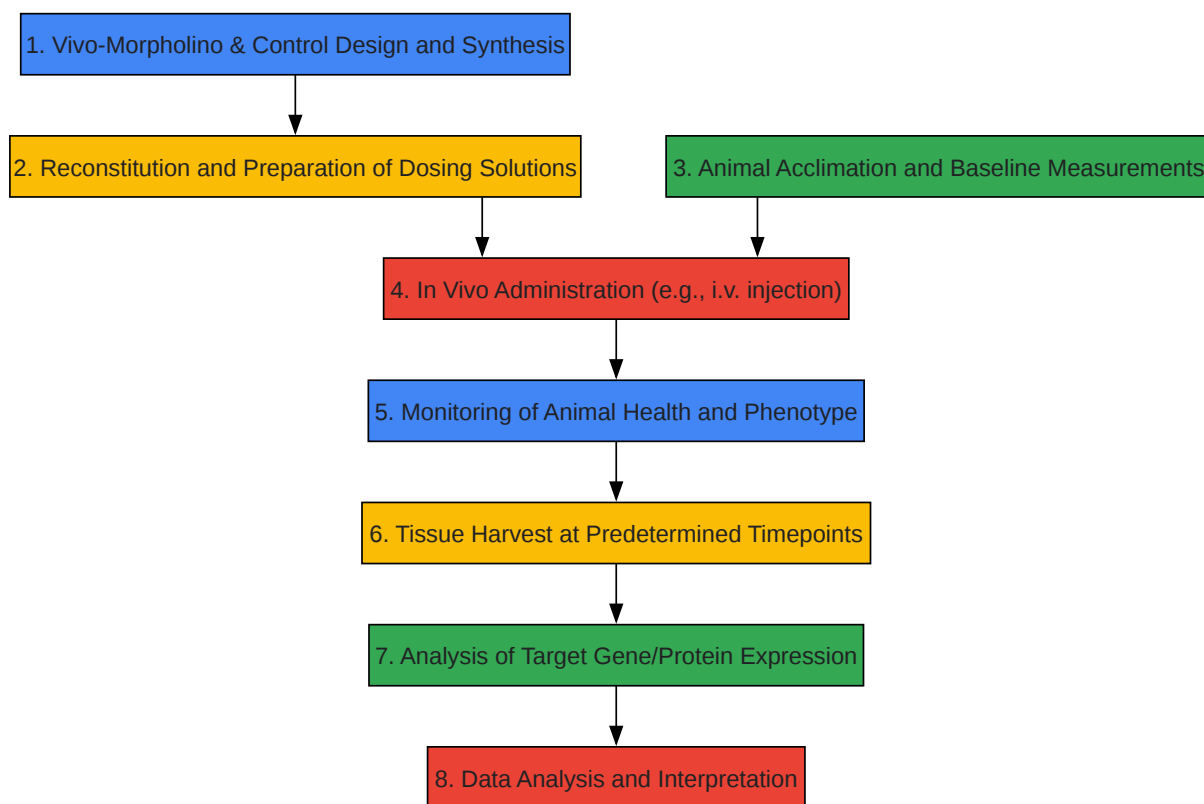 1. Vivo-Morpholino & Control Design and Synthesis
2. Reconstitution and Preparation of Dosing Solutions
3. Animal Acclimation and Baseline Measurements
4. In Vivo Administration (e.g., i.v. injection)
5. Monitoring of Animal Health and Phenotype
6. Tissue Harvest at Predetermined Timepoints
7. Analysis of Target Gene/Protein Expression
8. Data Analysis and Interpretation